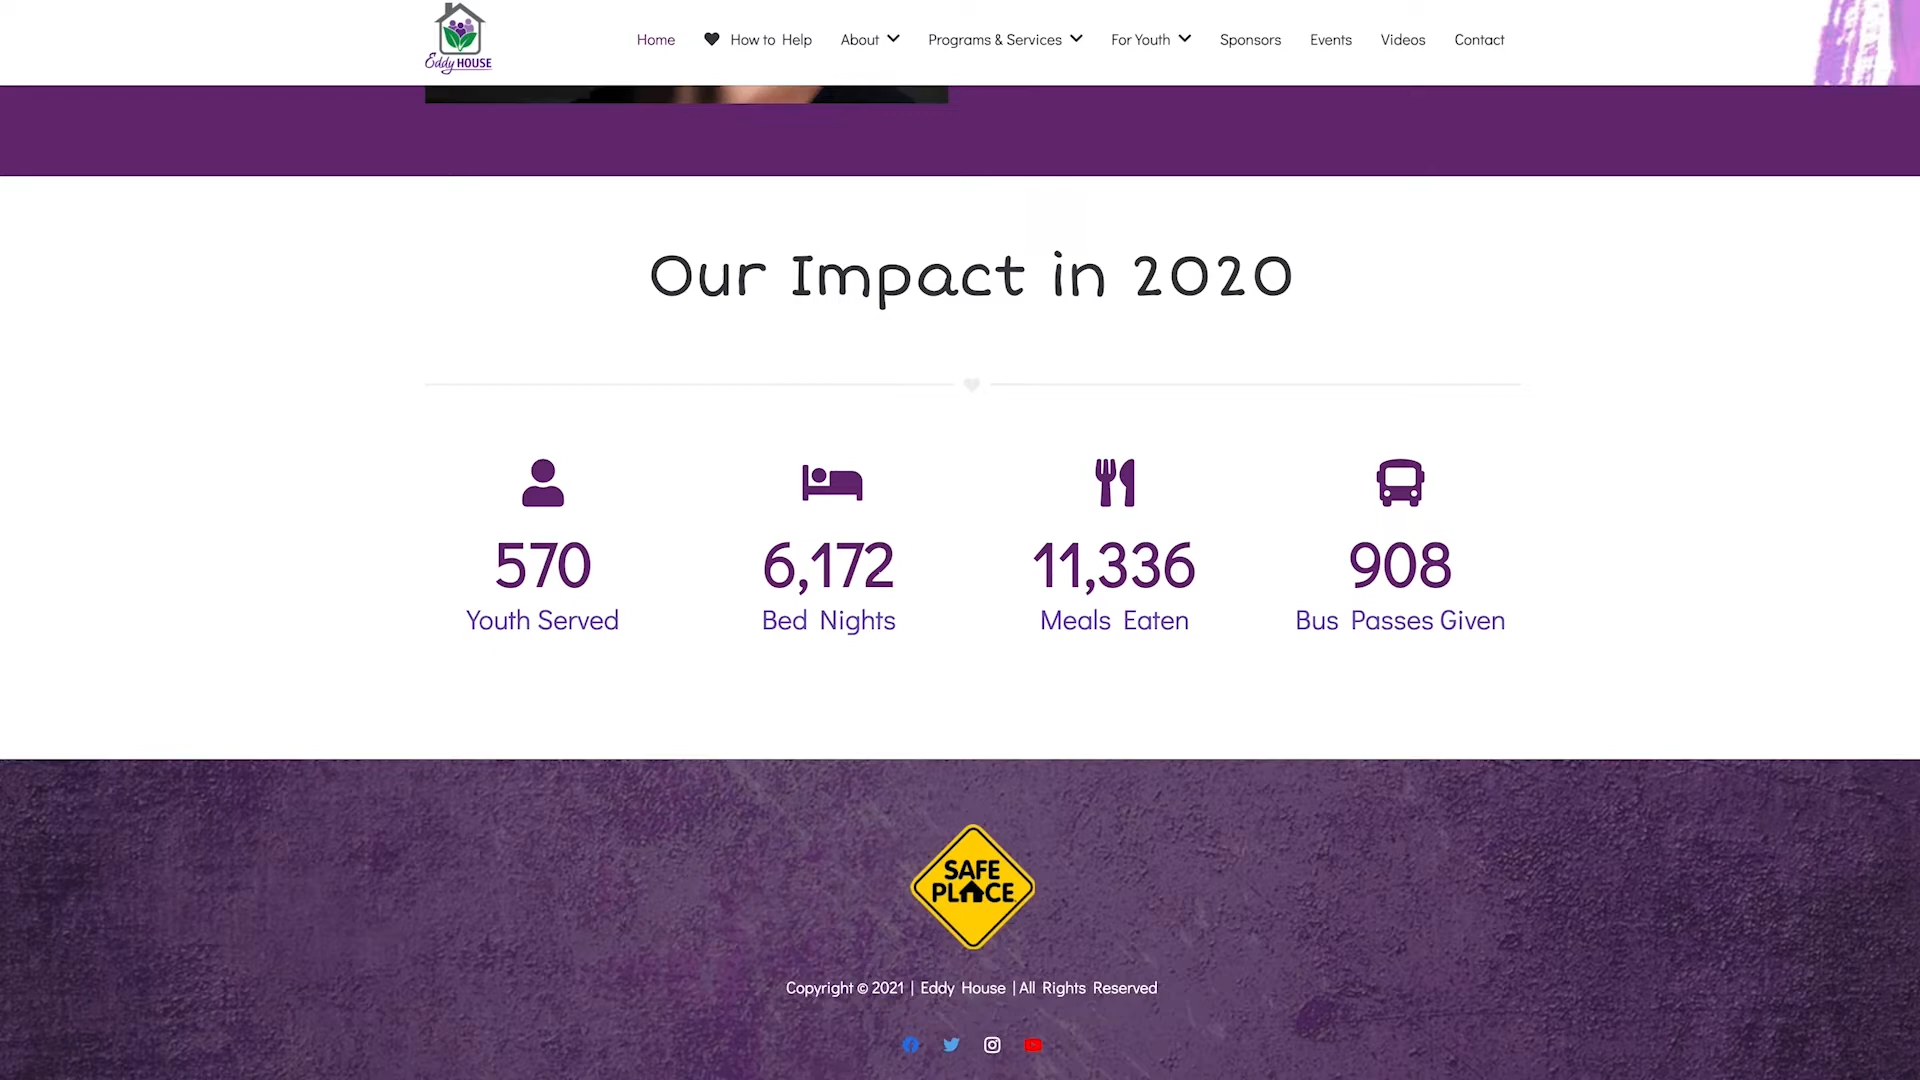 Eddy HOUSE
Home How to Help About Programs & Services For Youth Sponsors Events Videos Contact
Our Impact in 2020
570 6,172 11,336 908
Youth Served Bed Nights Meals Eaten Bus Passes Given
SAFE
PLACE
Copyright © 2021 | Eddy House | All Rights Reserved